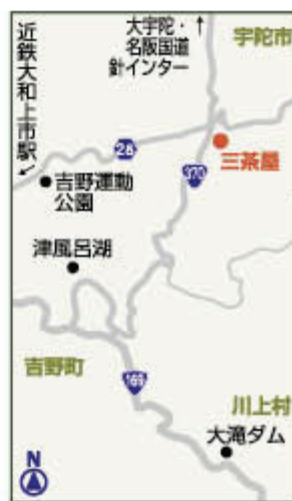 大宇陀・
名阪国道
針インター
↑
宇陀市
近鉄大和上市駅
28
三茶屋
370
吉野運動
公園
津風呂湖
吉野町
169
川上村
大滝ダム
N